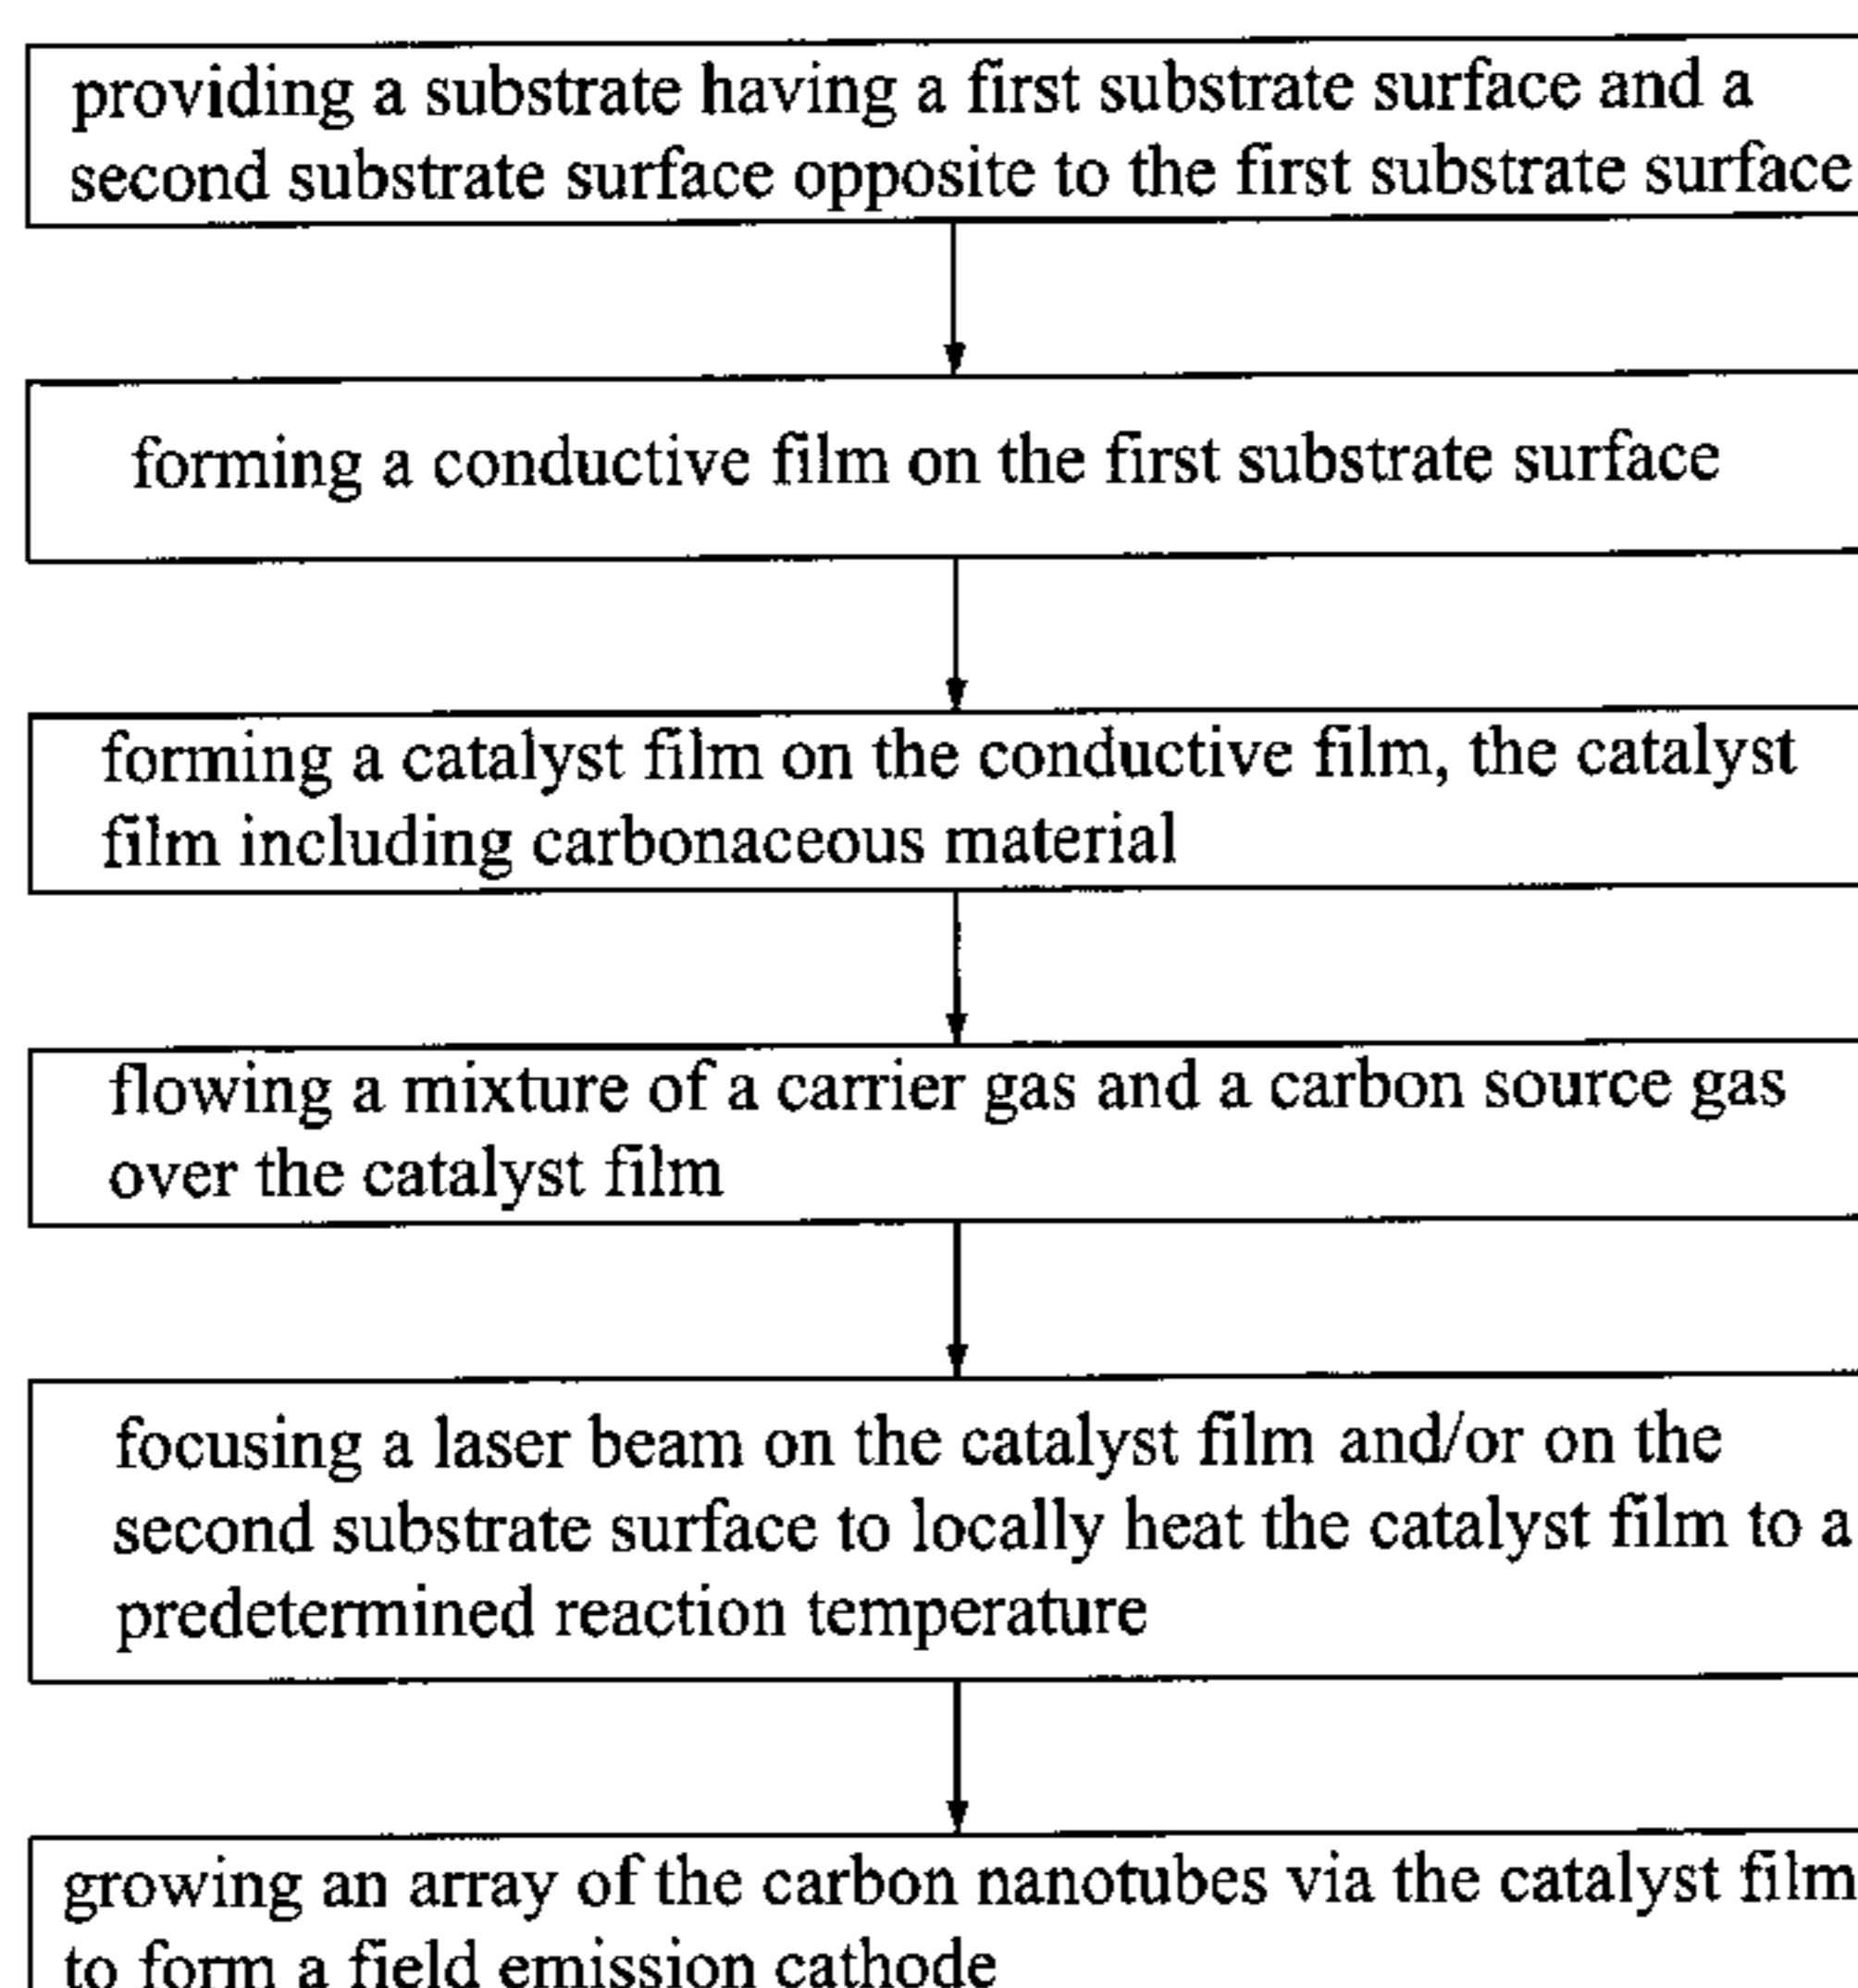 providing a substrate having a first substrate surface and a
second substrate surface opposite to the first substrate surface
forming a conductive film on the first substrate surface
forming a catalyst film on the conductive film, the catalyst
film including carbonaceous material
flowing a mixture of a carrier gas and a carbon source gas
over the catalyst film
focusing a laser beam on the catalyst film and/or on the
second substrate surface to locally heat the catalyst film to a
predetermined reaction temperature
growing an array of the carbon nanotubes via the catalyst film
to form a field emission cathode